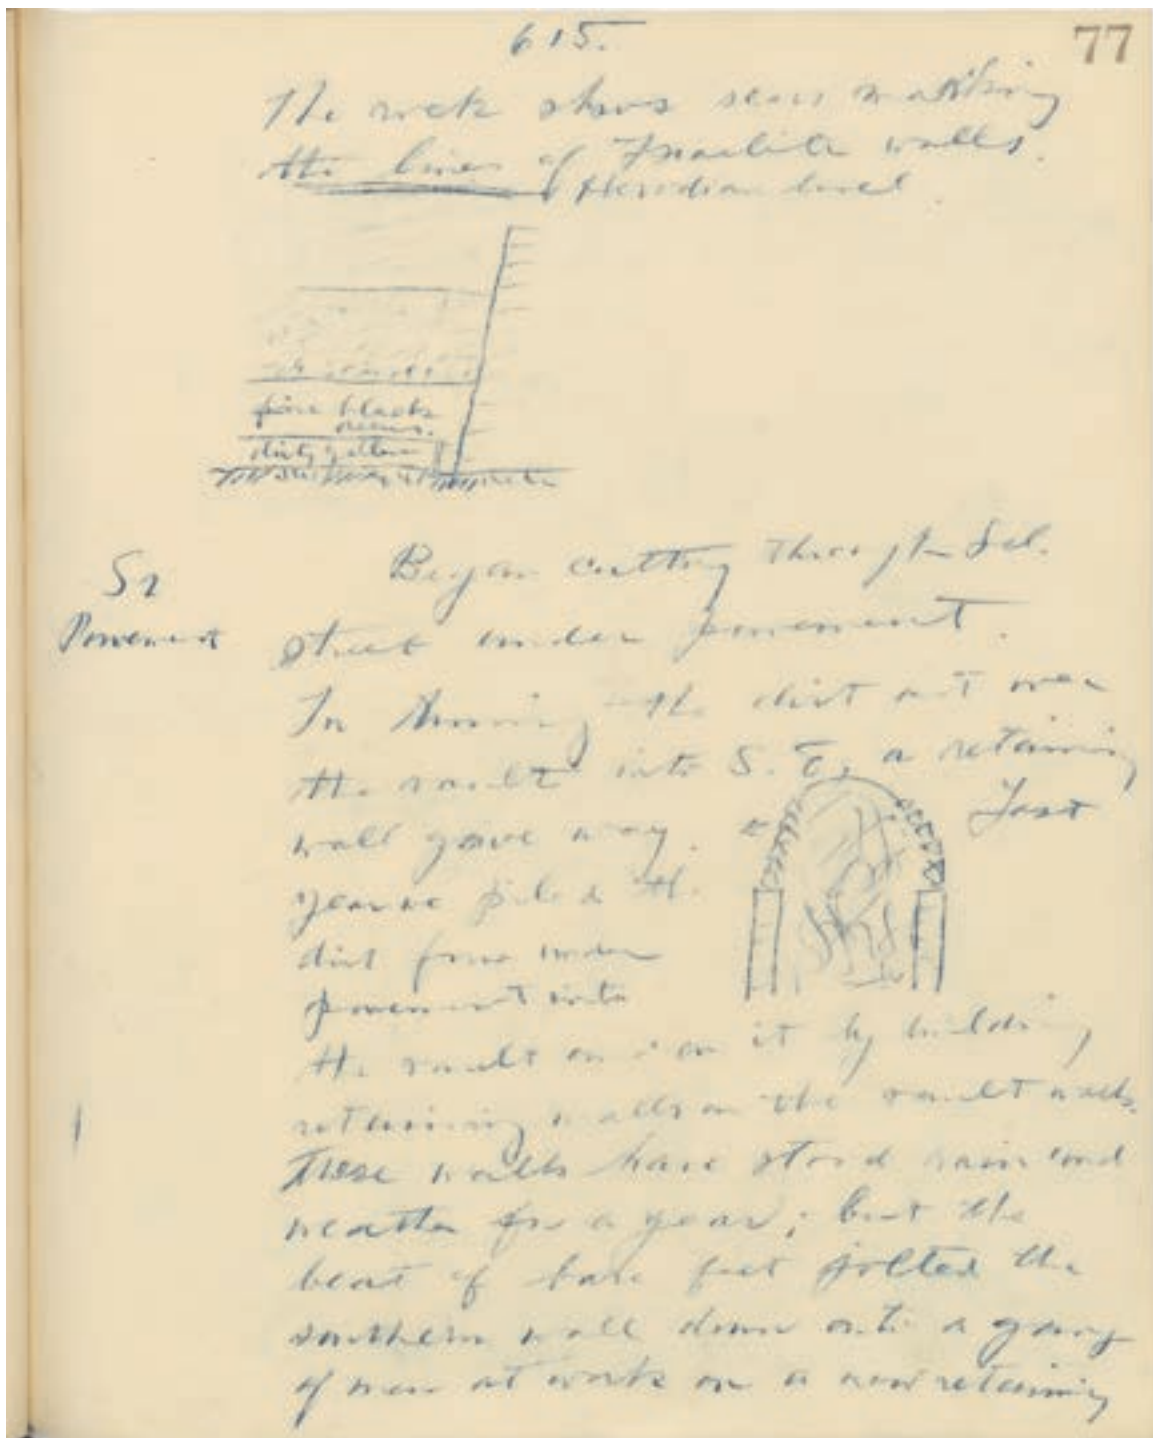 615.
77
The rock shows scars marking
the lines of Israelite walls.
Herodian level
fine black
debris.
dirty yellow
S2
Pavement
Began cutting through Sel.
street under pavement.
In throwing the dirt out over
the vault into S. E. a retaining
wall gave way. Last
year we piled the
dirt from under
pavement into
the vault and on it by building
retaining walls on the vault walls.
These walls have stood rain and
weather for a year; but the
beat of bare feet jolted the
southern wall down onto a gang
of men at work on a new retaining